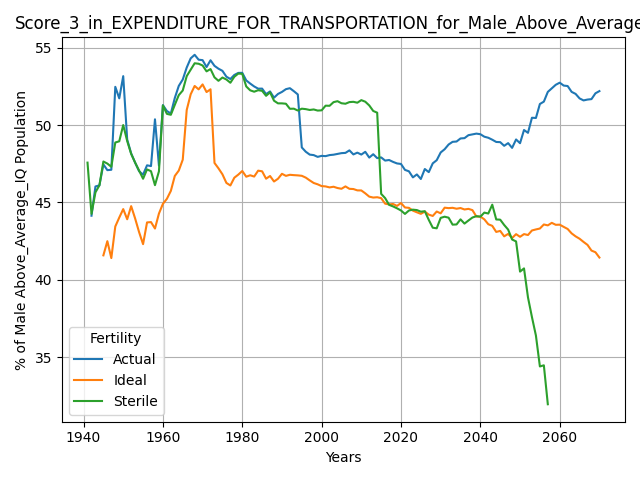 Score_3_in_EXPENDITURE_FOR_TRANSPORTATION_for_Male_Above_Average
55
50
45
40
35
% of Male Above_Average_IQ Population
Fertility
Actual
Ideal
Sterile
1940 1960 1980 2000 2020 2040 2060
Years